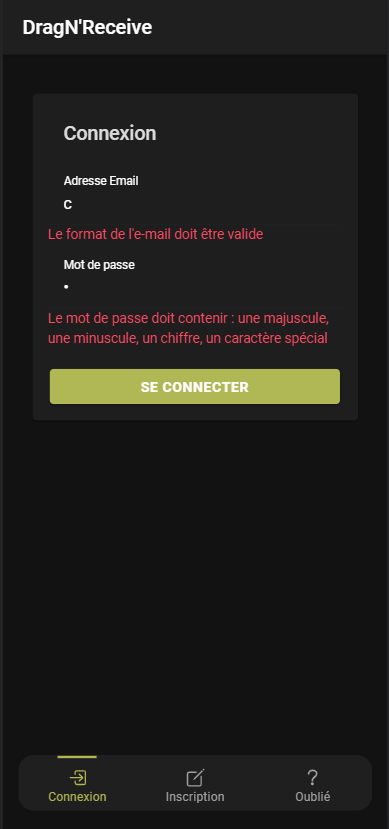 DragN'Receive
Connexion
Adresse Email
C
Le format de l'e-mail doit être valide
Mot de passe
•
Le mot de passe doit contenir : une majuscule,
une minuscule, un chiffre, un caractère spécial
SE CONNECTER
Connexion Inscription Oublié